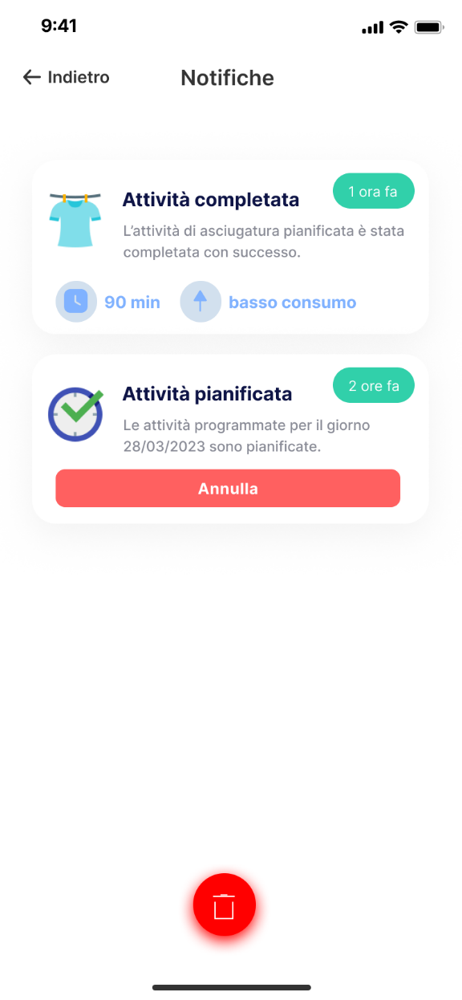 9:41
Indietro
Notifiche
1 ora fa
Attività completata
L'attività di asciugatura pianificata è stata
completata con successo.
90 min
basso consumo
2 ore fa
Attività pianificata
Le attività programmate per il giorno
28/03/2023 sono pianificate.
Annulla